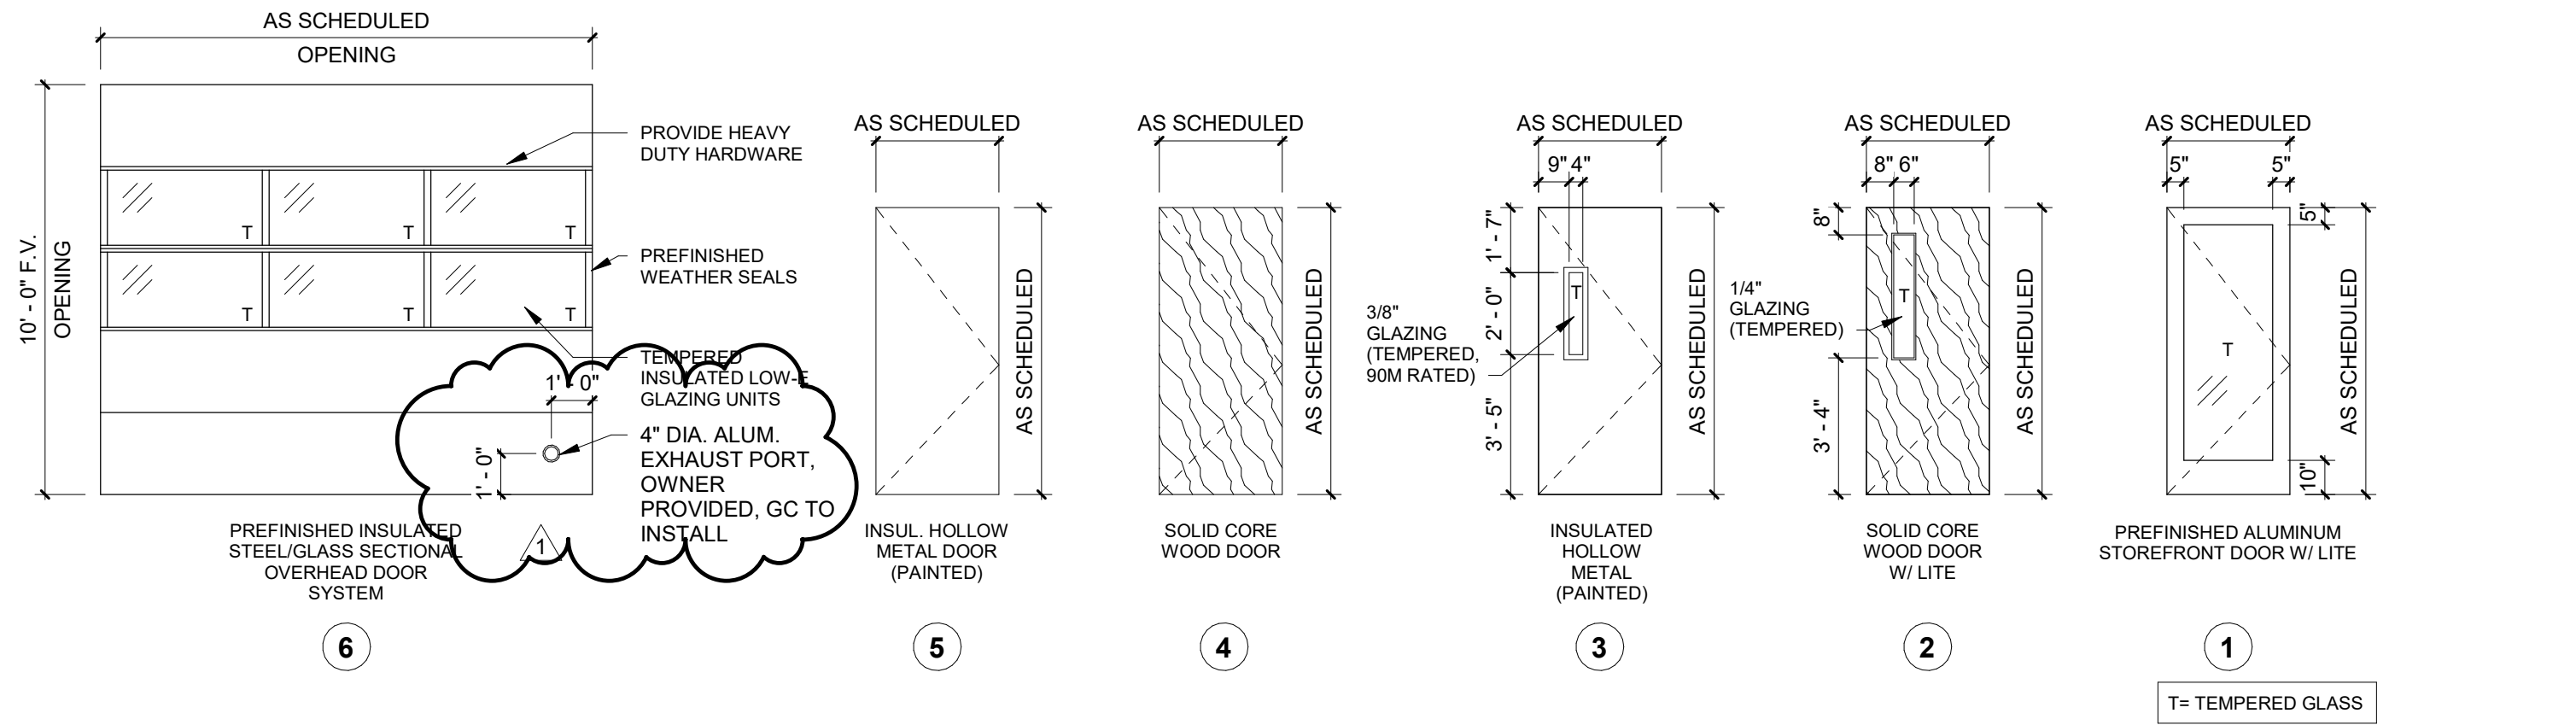 AS SCHEDULED
OPENING
10' - 0" F.V.
OPENING
T
T
T
T
T
T
PROVIDE HEAVY
DUTY HARDWARE
PREFINISHED
WEATHER SEALS
TEMPERED
INSULATED LOW-E
GLAZING UNITS
1' - 0"
1' - 0"
4" DIA. ALUM.
EXHAUST PORT,
OWNER
PROVIDED, GC TO
INSTALL
1
PREFINISHED INSULATED
STEEL/GLASS SECTIONAL
OVERHEAD DOOR
SYSTEM
6
AS SCHEDULED
AS SCHEDULED
INSUL. HOLLOW
METAL DOOR
(PAINTED)
5
AS SCHEDULED
AS SCHEDULED
SOLID CORE
WOOD DOOR
4
AS SCHEDULED
9" 4"
1' - 7"
2' - 0"
3' - 5"
T
3/8"
GLAZING
(TEMPERED,
90M RATED)
AS SCHEDULED
INSULATED
HOLLOW
METAL
(PAINTED)
3
AS SCHEDULED
8" 6"
8"
3' - 4"
T
1/4"
GLAZING
(TEMPERED)
AS SCHEDULED
SOLID CORE
WOOD DOOR
W/ LITE
2
AS SCHEDULED
5" 5"
5"
T
10"
AS SCHEDULED
PREFINISHED ALUMINUM
STOREFRONT DOOR W/ LITE
1
T= TEMPERED GLASS